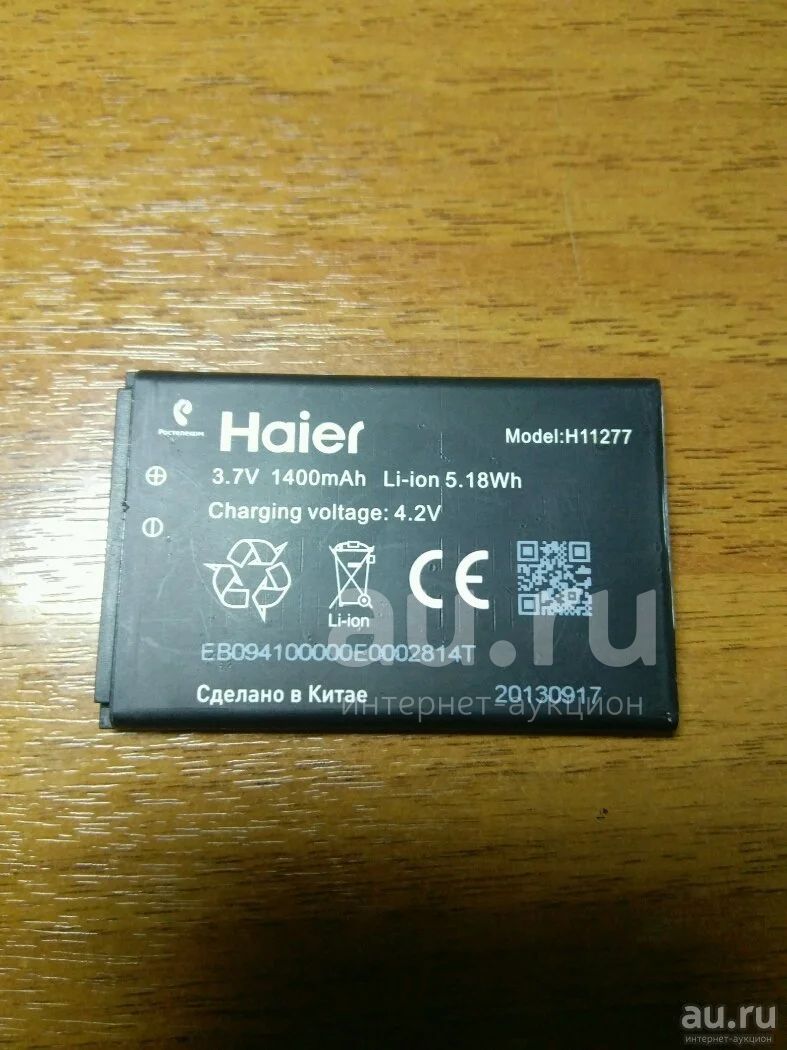 Ростелеком
Haier
Model:H11277
3.7V 1400mAh Li-ion 5.18Wh
Charging voltage: 4.2V
CE
Li-ion
EB094100000E0002814T
Сделано в Китае
20130917
au.ru
интернет-аукцион
au.ru
интернет-аукцион